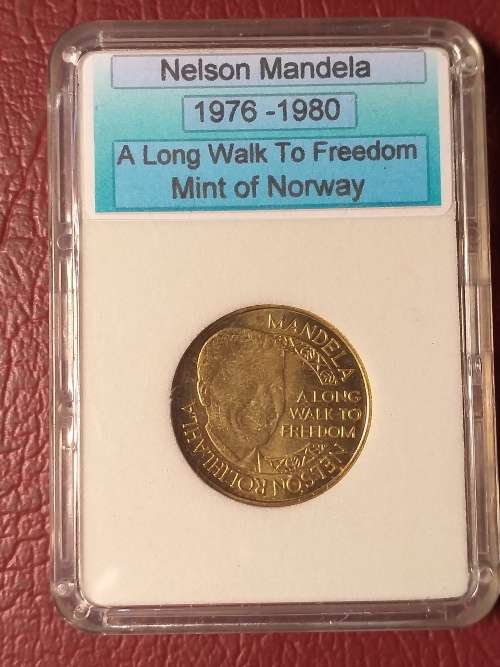 Nelson Mandela
1976 -1980
A Long Walk To Freedom
Mint of Norway
MANDELA
A LONG
WALK TO
FREEDOM
NELSON ROLIHLAHLA